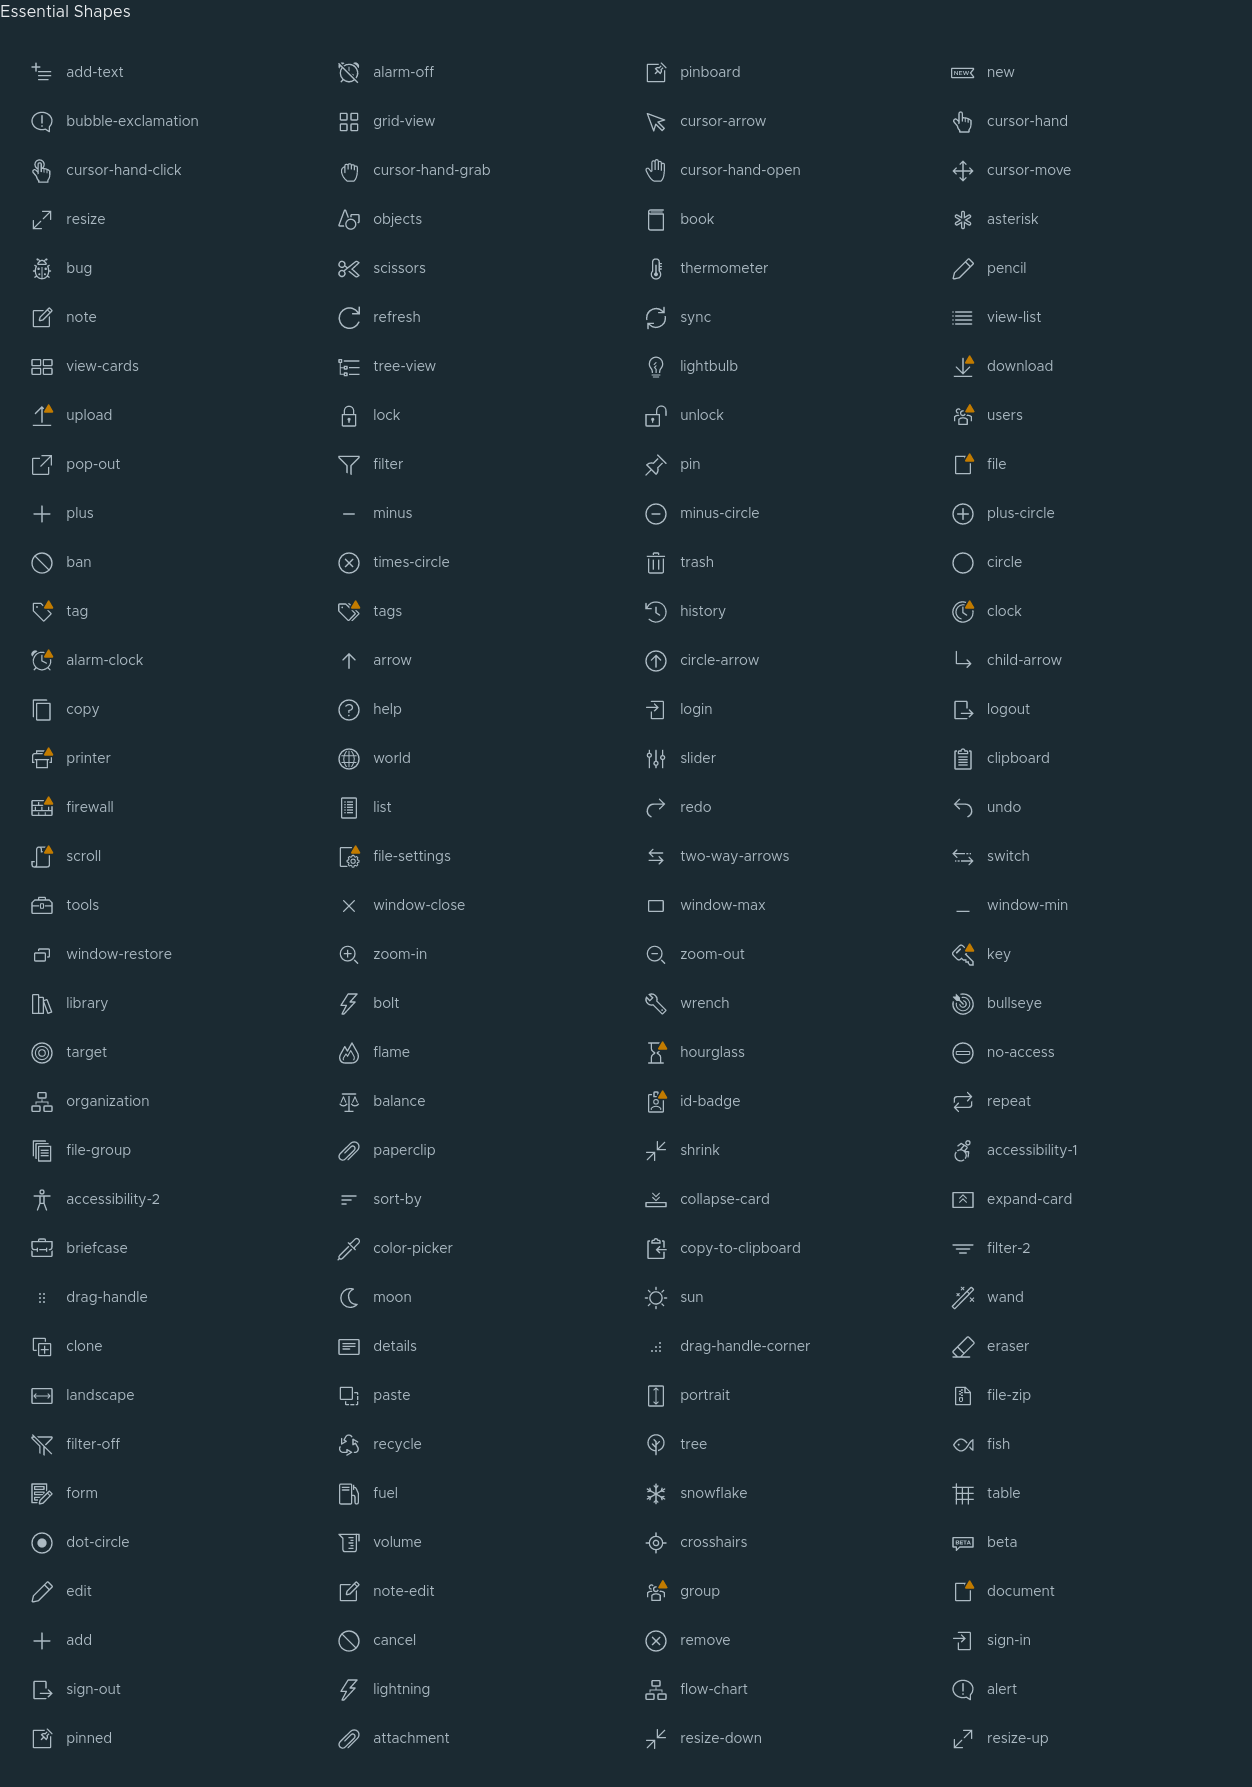 Essential Shapes
add-text alarm-off pinboard new
bubble-exclamation grid-view cursor-arrow cursor-hand
cursor-hand-click cursor-hand-grab cursor-hand-open cursor-move
resize objects book asterisk
bug scissors thermometer pencil
note refresh sync view-list
view-cards tree-view lightbulb download
upload lock unlock users
pop-out filter pin file
plus minus minus-circle plus-circle
ban times-circle trash circle
tag tags history clock
alarm-clock arrow circle-arrow child-arrow
copy help login logout
printer world slider clipboard
firewall list redo undo
scroll file-settings two-way-arrows switch
tools window-close window-max window-min
window-restore zoom-in zoom-out key
library bolt wrench bullseye
target flame hourglass no-access
organization balance id-badge repeat
file-group paperclip shrink accessibility-1
accessibility-2 sort-by collapse-card expand-card
briefcase color-picker copy-to-clipboard filter-2
drag-handle moon sun wand
clone details drag-handle-corner eraser
landscape paste portrait file-zip
filter-off recycle tree fish
form fuel snowflake table
dot-circle volume crosshairs BETA beta
edit note-edit group document
add cancel remove sign-in
sign-out lightning flow-chart alert
pinned attachment resize-down resize-up